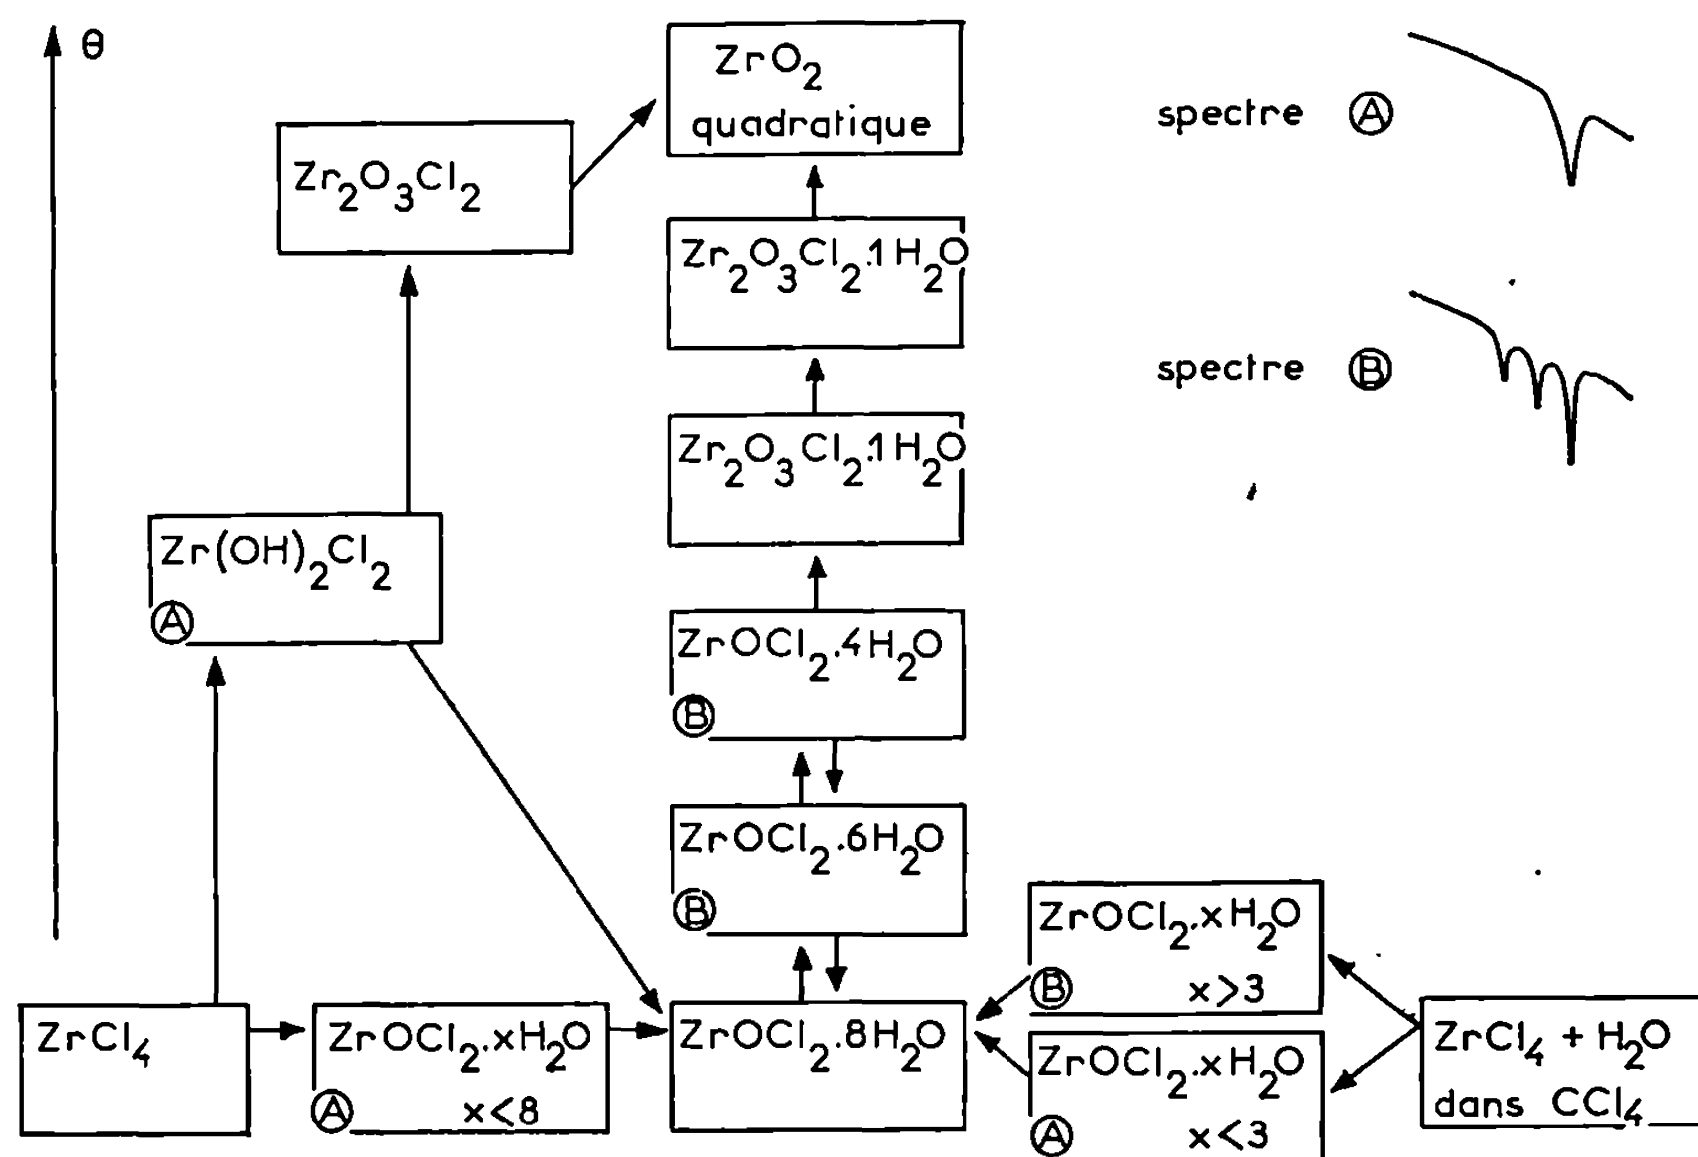 θ
ZrO₂
quadratique
spectre Ⓐ
Zr₂O₃Cl₂
Zr₂O₃Cl₂.1H₂O
spectre Ⓑ
Zr₂O₃Cl₂.1H₂O
Zr(OH)₂Cl₂
Ⓐ
ZrOCl₂.4H₂O
Ⓑ
ZrOCl₂.6H₂O
Ⓑ
ZrOCl₂.xH₂O
Ⓑ x>3
ZrCl₄
ZrOCl₂.xH₂O
Ⓐ x<8
ZrOCl₂.8H₂O
ZrOCl₂.xH₂O
Ⓐ x<3
ZrCl₄ + H₂O
dans CCl₄